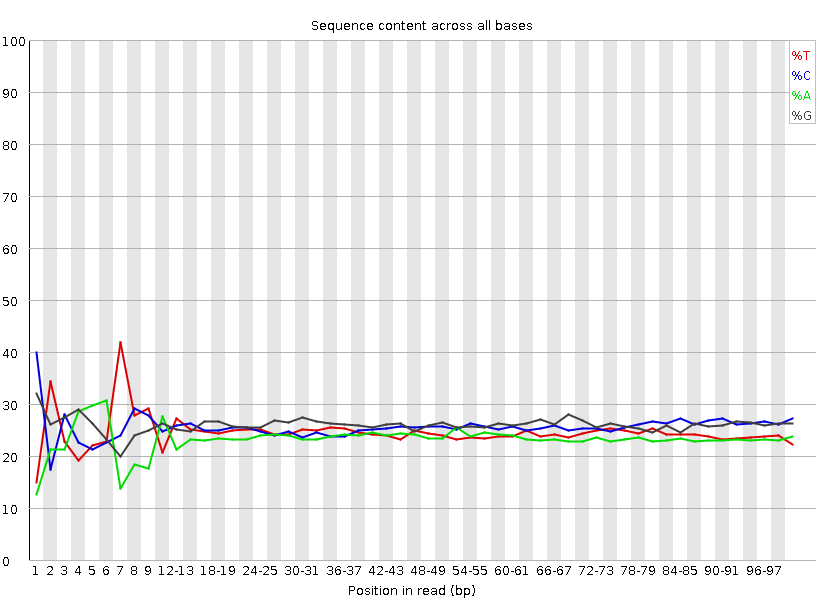 Sequence content across all bases
100
90
80
70
60
50
40
30
20
10
0
%T
%C
%A
%G
1 2 3 4 5 6 7 8 9 12-13 18-19 24-25 30-31 36-37 42-43 48-49 54-55 60-61 66-67 72-73 78-79 84-85 90-91 96-97
Position in read (bp)